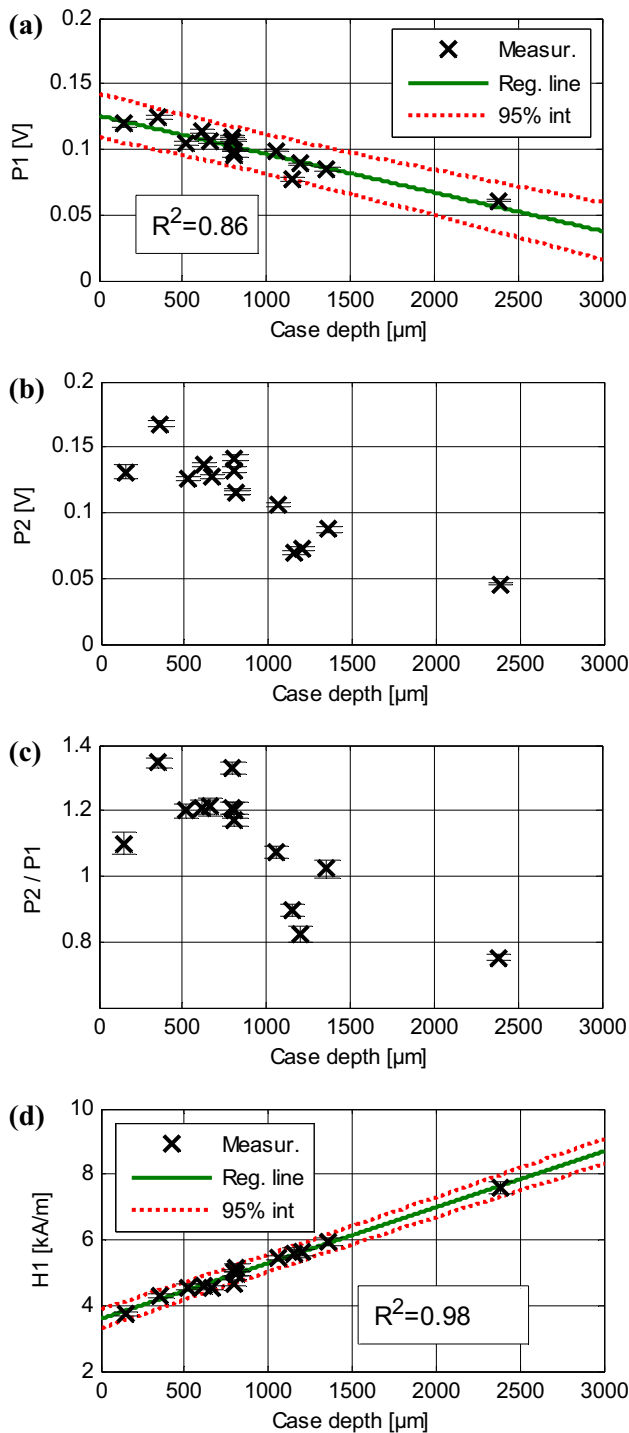 (a)
0.2
0.15
0.1
0.05
0
P1 [V]
Measur.
Reg. line
95% int
R²=0.86
0 500 1000 1500 2000 2500 3000
Case depth [µm]
(b)
0.2
0.15
0.1
0.05
0
P2 [V]
0 500 1000 1500 2000 2500 3000
Case depth [µm]
(c)
1.4
1.2
1
0.8
P2 / P1
0 500 1000 1500 2000 2500 3000
Case depth [µm]
(d)
10
8
6
4
2
H1 [kA/m]
Measur.
Reg. line
95% int
R²=0.98
0 500 1000 1500 2000 2500 3000
Case depth [µm]